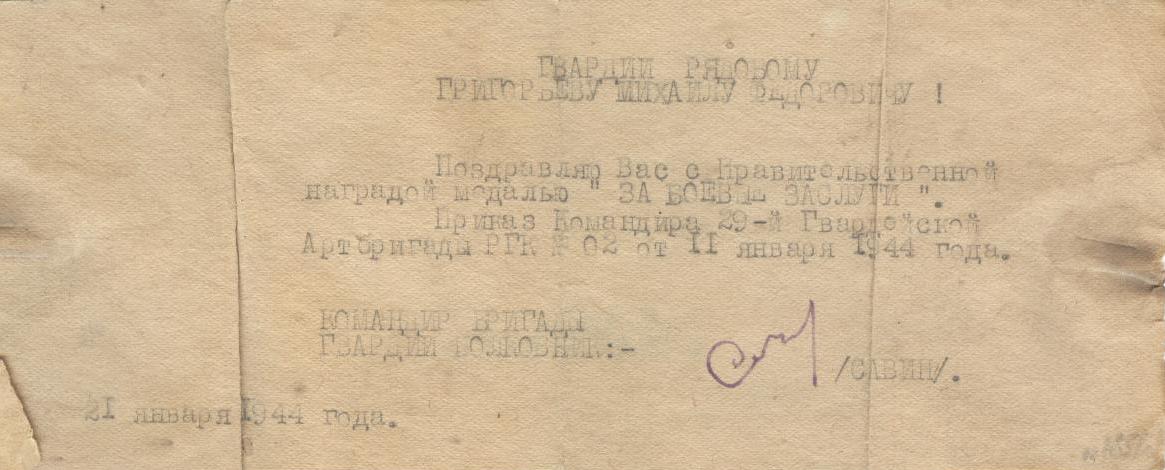 ГВАРДИИ РЯДОВОМУ
ГРИГОРЬЕВУ МИХАИЛУ ФЕДОРОВИЧУ !
Поздравляю Вас с Правительственной
наградой медалью " ЗА БОЕВЫЕ ЗАСЛУГИ ".
Приказ Командира 29-й Гвардейской
Артбригады РГК № 02 от II января 1944 года.
КОМАНДИР БРИГАДЫ
ГВАРДИИ ПОЛКОВНИК:-
/САВИН/.
21 января 1944 года.